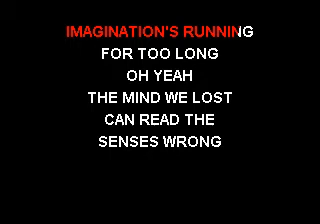 IMAGINATION'S RUNNING
FOR TOO LONG
OH YEAH
THE MIND WE LOST
CAN READ THE
SENSES WRONG